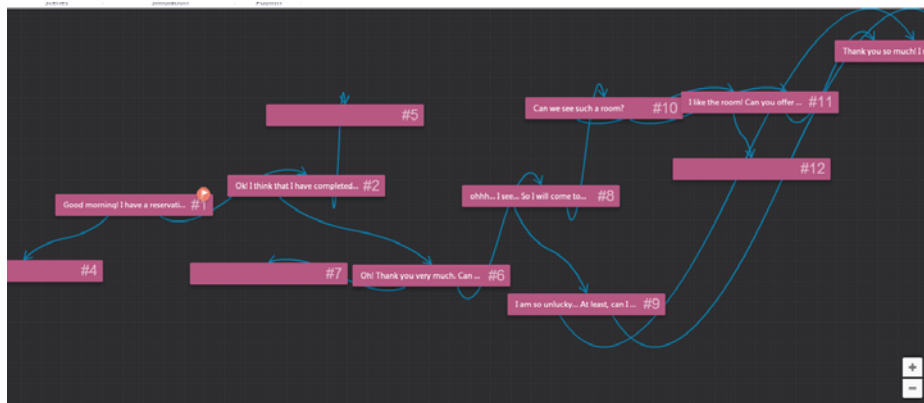 Thank you so much! I
#5
Can we see such a room? #10
I like the room! Can you offer ... #11
#12
Ok! I think that I have completed... #2
Good morning! I have a reservati... #1
ohhh... I see... So I will come to... #8
#4
#7
Oh! Thank you very much. Can ... #6
I am so unlucky... At least, can I ... #9
+
−